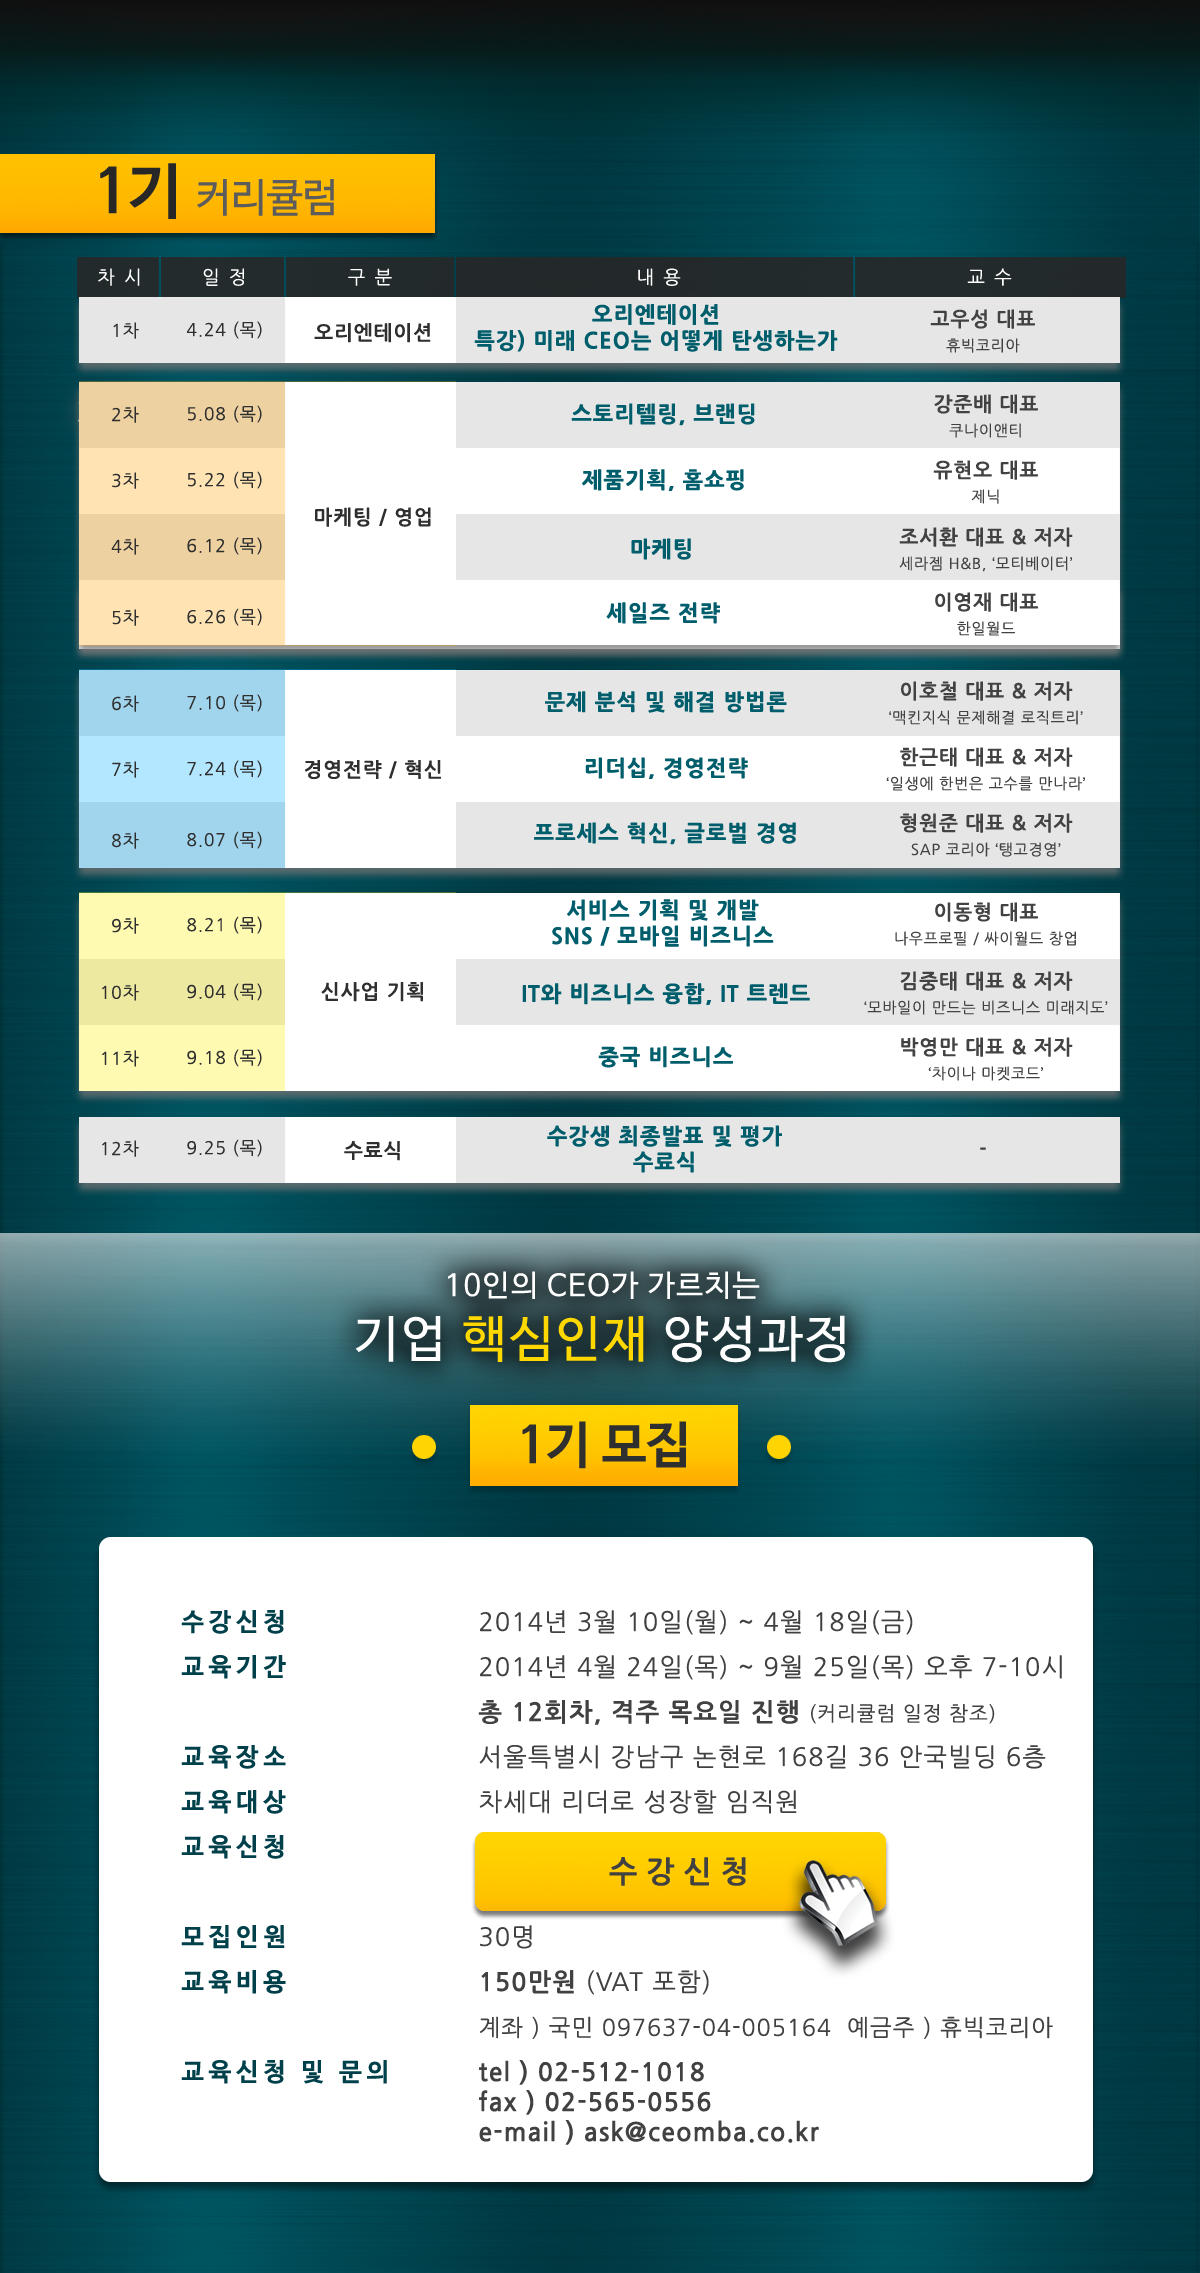 1기 커리큘럼
차 시 일 정 구 분 내 용 교 수
1차 4.24 (목) 오리엔테이션 오리엔테이션
특강) 미래 CEO는 어떻게 탄생하는가 고우성 대표
휴빅코리아
2차 5.08 (목) 스토리텔링, 브랜딩 강준배 대표
쿠나이앤티
3차 5.22 (목) 제품기획, 홈쇼핑 유현오 대표
제닉
마케팅 / 영업
4차 6.12 (목) 마케팅 조서환 대표 & 저자
세라젬 H&B, ‘모티베이터’
5차 6.26 (목) 세일즈 전략 이영재 대표
한일월드
6차 7.10 (목) 문제 분석 및 해결 방법론 이호철 대표 & 저자
‘맥킨지식 문제해결 로직트리’
7차 7.24 (목) 경영전략 / 혁신 리더십, 경영전략 한근태 대표 & 저자
‘일생에 한번은 고수를 만나라’
8차 8.07 (목) 프로세스 혁신, 글로벌 경영 형원준 대표 & 저자
SAP 코리아 ‘탱고경영’
9차 8.21 (목) 서비스 기획 및 개발
SNS / 모바일 비즈니스 이동형 대표
나우프로필 / 싸이월드 창업
10차 9.04 (목) 신사업 기획 IT와 비즈니스 융합, IT 트렌드 김중태 대표 & 저자
‘모바일이 만드는 비즈니스 미래지도’
11차 9.18 (목) 중국 비즈니스 박영만 대표 & 저자
‘차이나 마켓코드’
12차 9.25 (목) 수료식 수강생 최종발표 및 평가
수료식 -
10인의 CEO가 가르치는
기업 핵심인재 양성과정
1기 모집
수강신청 2014년 3월 10일(월) ~ 4월 18일(금)
교육기간 2014년 4월 24일(목) ~ 9월 25일(목) 오후 7-10시
총 12회차, 격주 목요일 진행 (커리큘럼 일정 참조)
교육장소 서울특별시 강남구 논현로 168길 36 안국빌딩 6층
교육대상 차세대 리더로 성장할 임직원
교육신청 수강신청
모집인원 30명
교육비용 150만원 (VAT 포함)
계좌 ) 국민 097637-04-005164 예금주 ) 휴빅코리아
교육신청 및 문의 tel ) 02-512-1018
fax ) 02-565-0556
e-mail ) ask@ceomba.co.kr